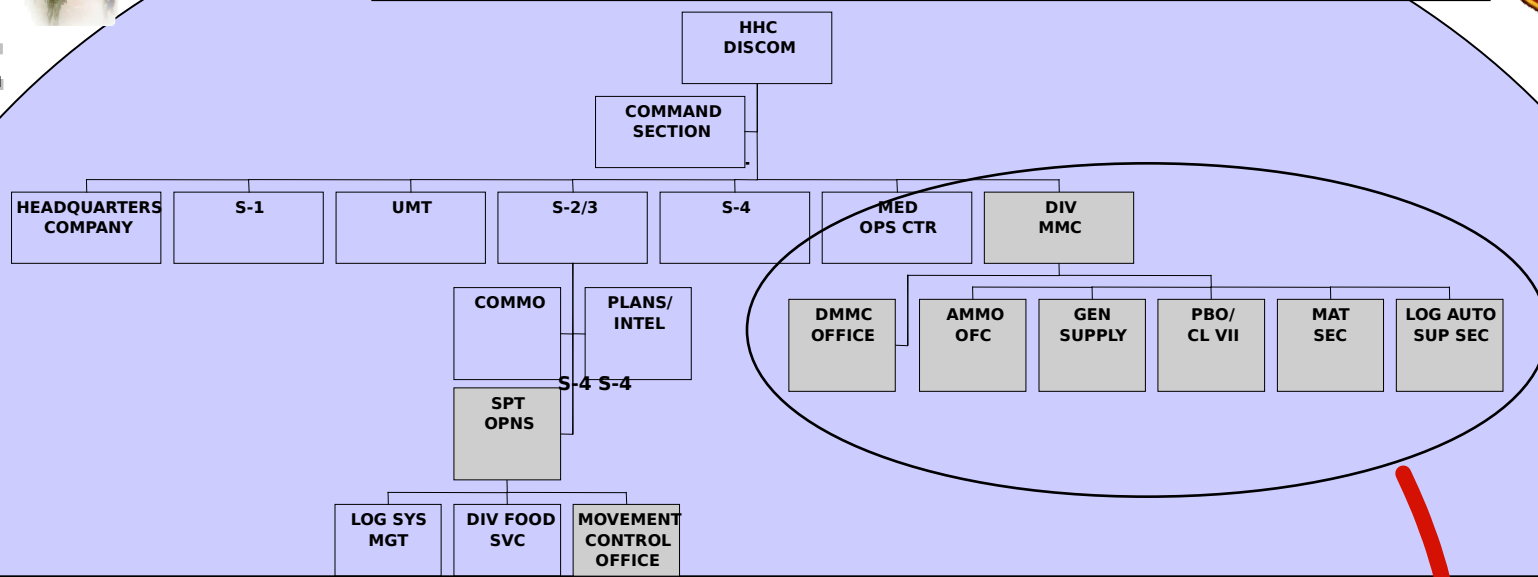 HHC
DISCOM
COMMAND
SECTION
HEADQUARTERS
COMPANY
S-1
UMT
S-2/3
S-4
MED
OPS CTR
DIV
MMC
COMMO
PLANS/
INTEL
DMMC
OFFICE
AMMO
OFC
GEN
SUPPLY
PBO/
CL VII
MAT
SEC
LOG AUTO
SUP SEC
S-4 S-4
SPT
OPNS
LOG SYS
MGT
DIV FOOD
SVC
MOVEMENT
CONTROL
OFFICE